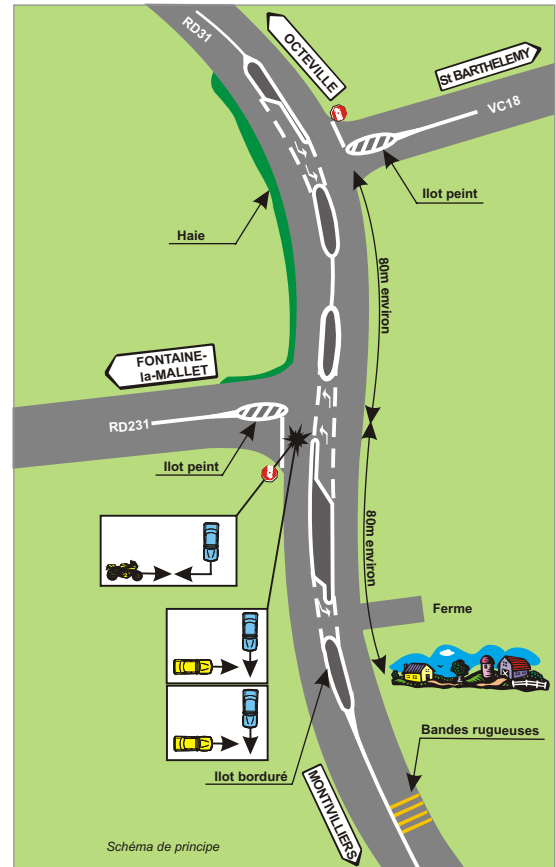 RD31
OCTEVILLE
St BARTHELEMY
VC18
Ilot peint
Haie
80m environ
FONTAINE-
la-MALLET
RD231
Ilot peint
80m environ
Ferme
Bandes rugueuses
Ilot borduré
MONTIVILLIERS
Schéma de principe